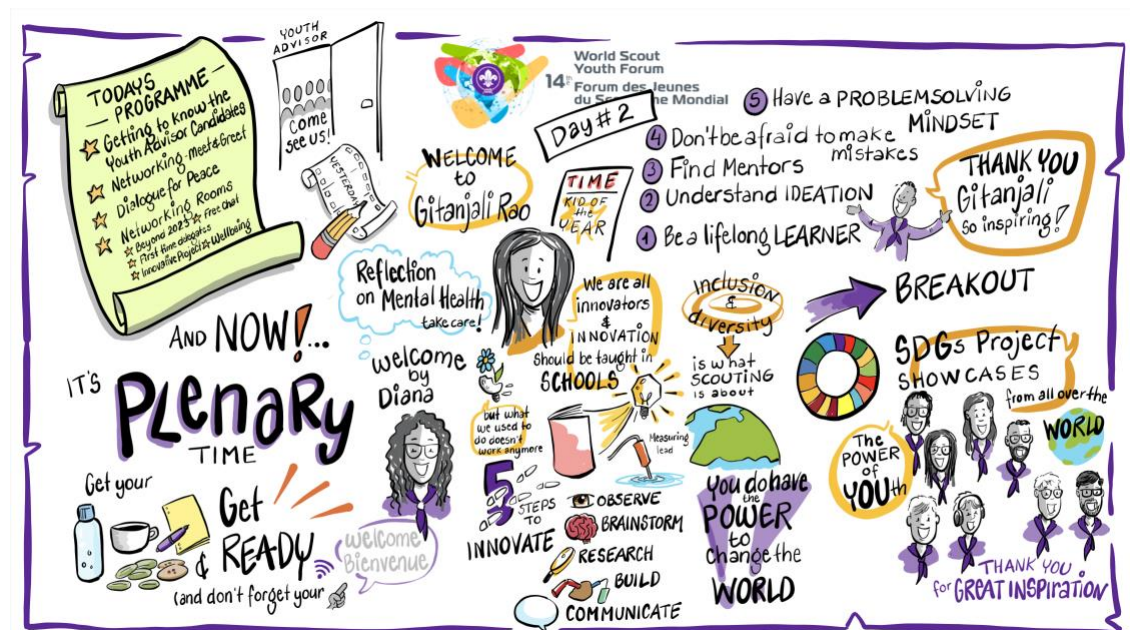 TODAYS
PROGRAMME
Getting to know the
Youth Advisor Candidates
Networking-Meet&Greet
Dialogue for Peace
Networking Rooms
Beyond 2023 Free Chat
First time delegates
Innovative Projects Wellbeing
YOUTH
ADVISOR
come
see us!
YESTERDAY
World Scout
Youth Forum
14th
Forum des Jeunes
du Scoutisme Mondial
Day #2
WELCOME
to
Gitanjali Rao
TIME
KID OF
the
YEAR
5 Have a PROBLEMSOLVING
MINDSET
4 Don't be afraid to make
mistakes
3 Find Mentors
2 Understand IDEATION
1 Be a lifelong LEARNER
THANK YOU
Gitanjali
So inspiring!
AND NOW!...
IT'S
PLENARY
TIME
Get your
& Get
READY
(and don't forget your
Reflection
on Mental Health
take care!
welcome
by
Diana
welcome
Bienvenue
We are all
innovators
&
INNOVATION
should be taught in
SCHOOLS
but what
we used to
do doesn't
work anymore
Measuring
lead
5
STEPS
TO
INNOVATE
OBSERVE
BRAINSTORM
RESEARCH
BUILD
COMMUNICATE
Inclusion
&
diversity
is what
SCOUTING
is about
You do have
the
POWER
to
change the
WORLD
BREAKOUT
SDGs Project
SHOWCASES
from all over the
WORLD
The
POWER
of
YOUth
THANK YOU
for GREAT INSPIRATION